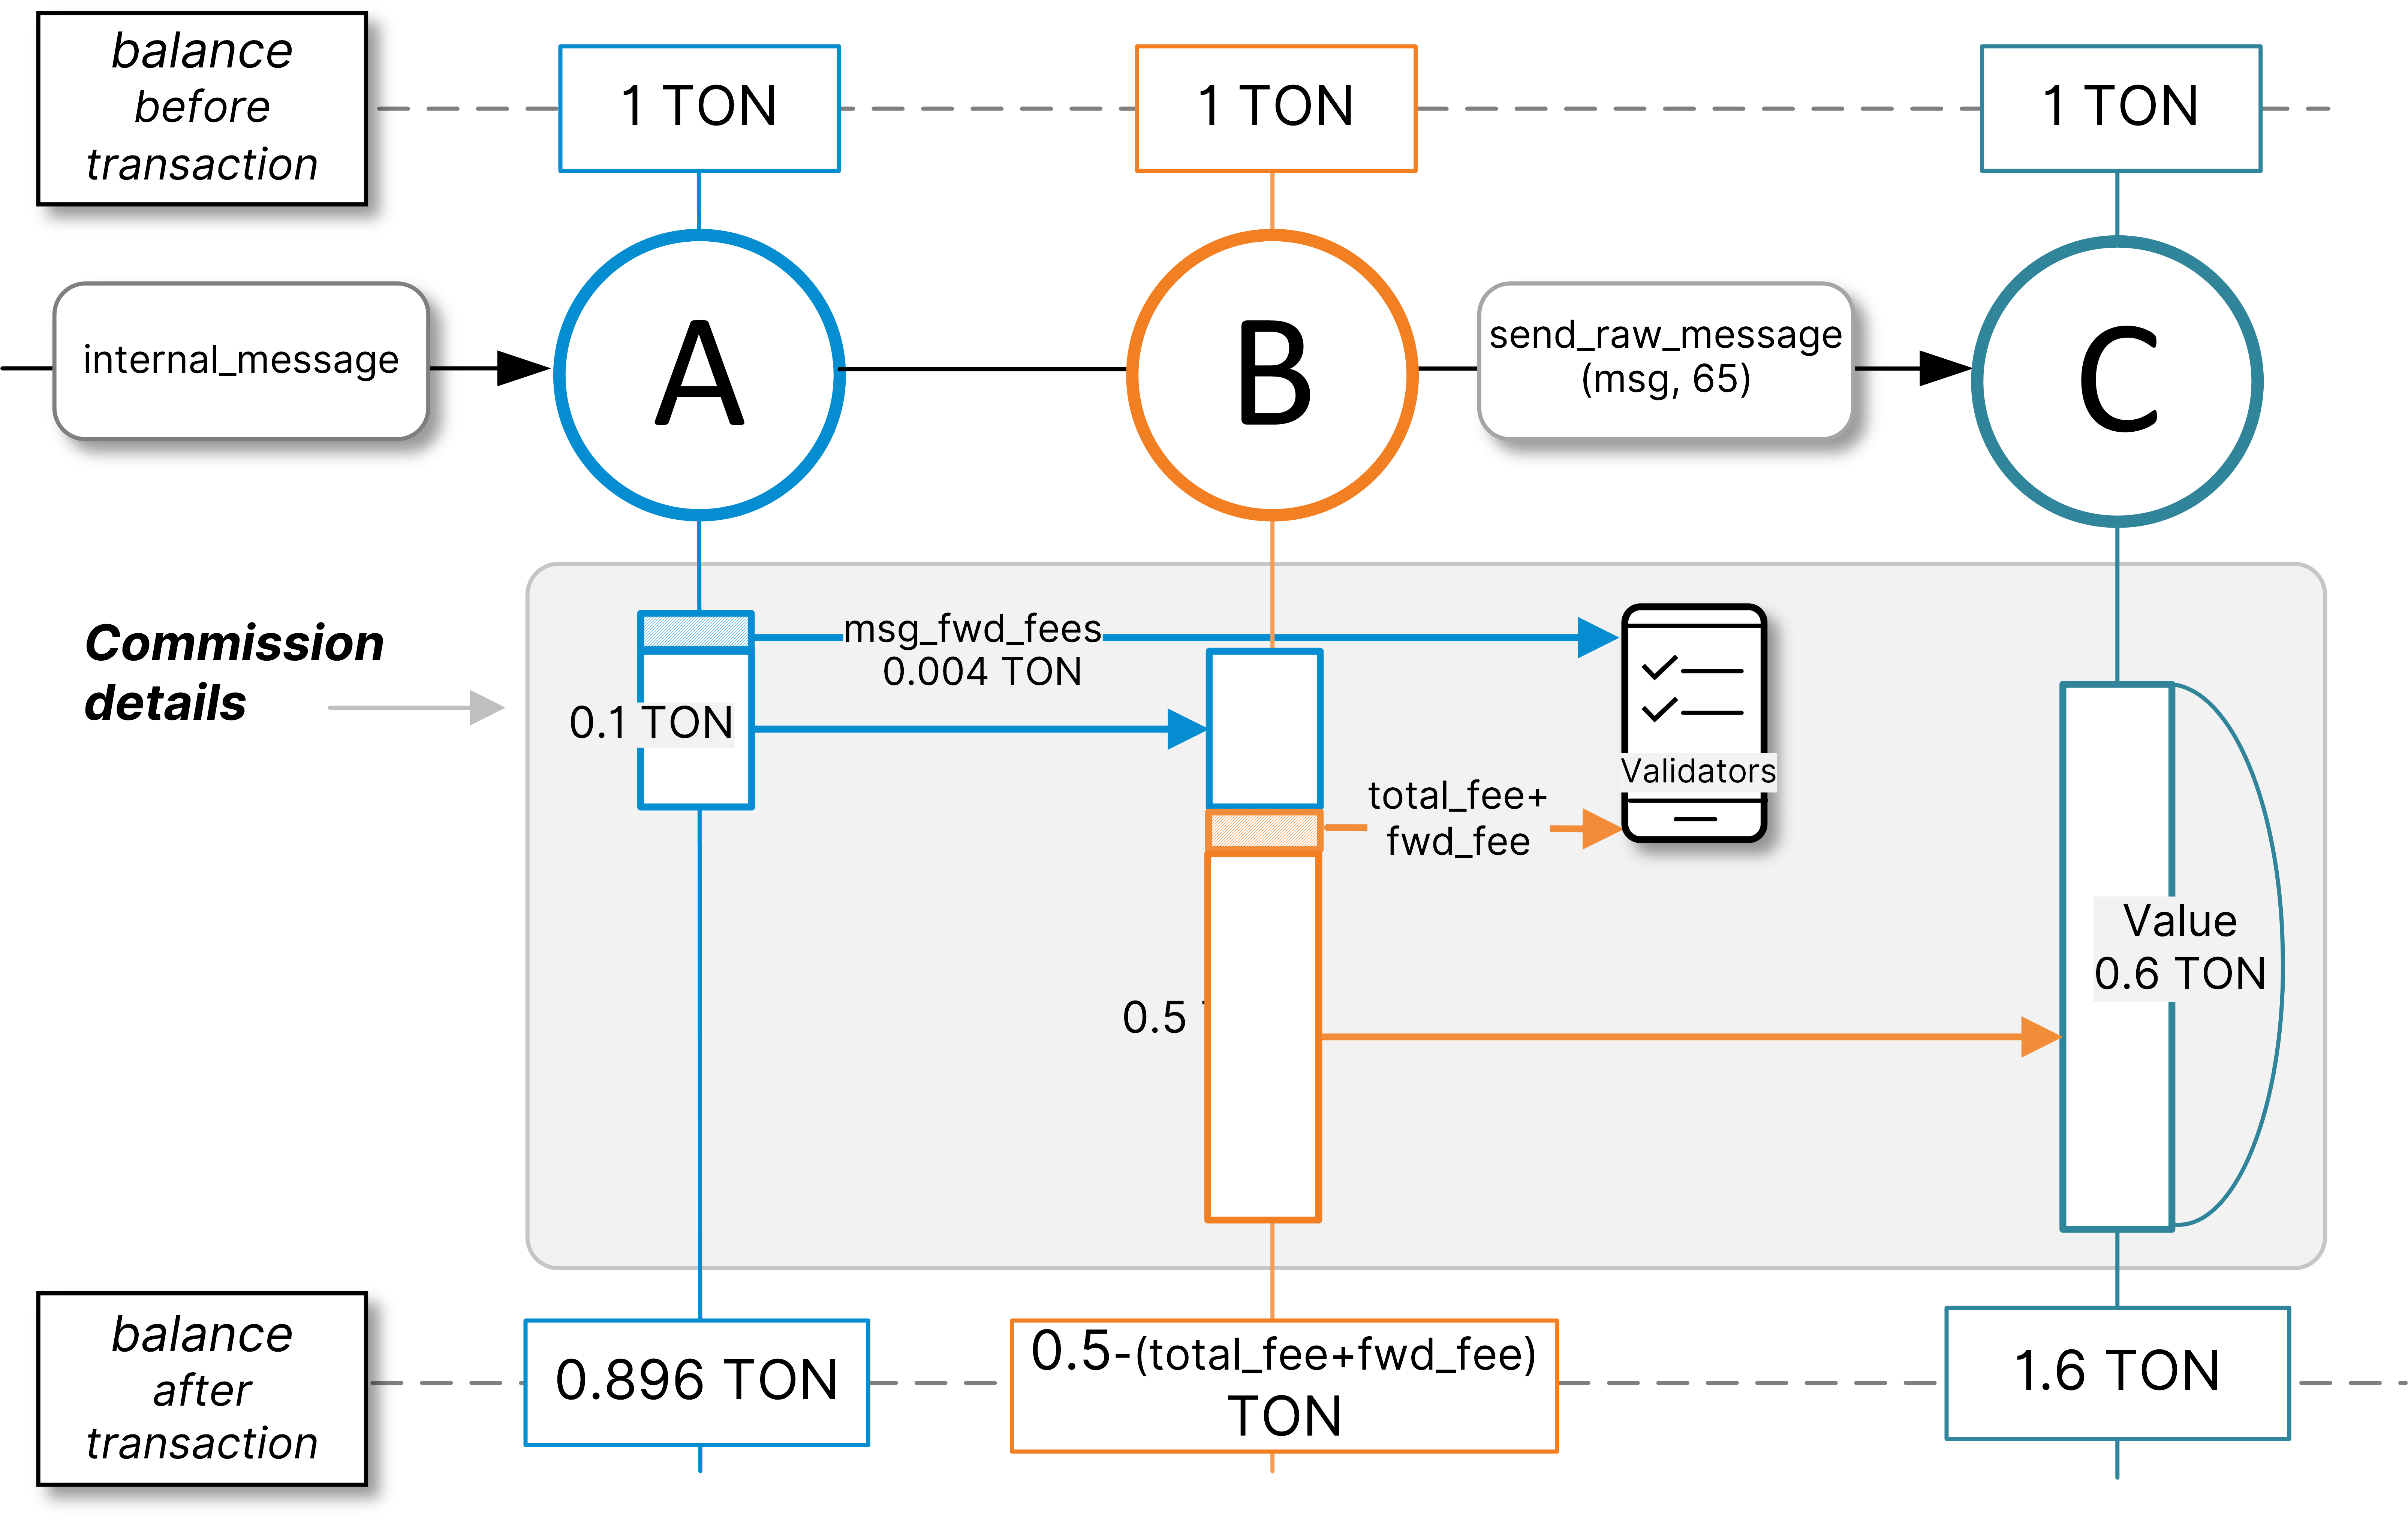 balance
before
transaction
1 TON
1 TON
1 TON
internal_message
A
B
send_raw_message
(msg, 65)
C
Commission
details
msg_fwd_fees
0.004 TON
0.1 TON
Validators
total_fee+
fwd_fee
Value
0.6 TON
0.5
balance
after
transaction
0.896 TON
0.5-(total_fee+fwd_fee)
TON
1.6 TON